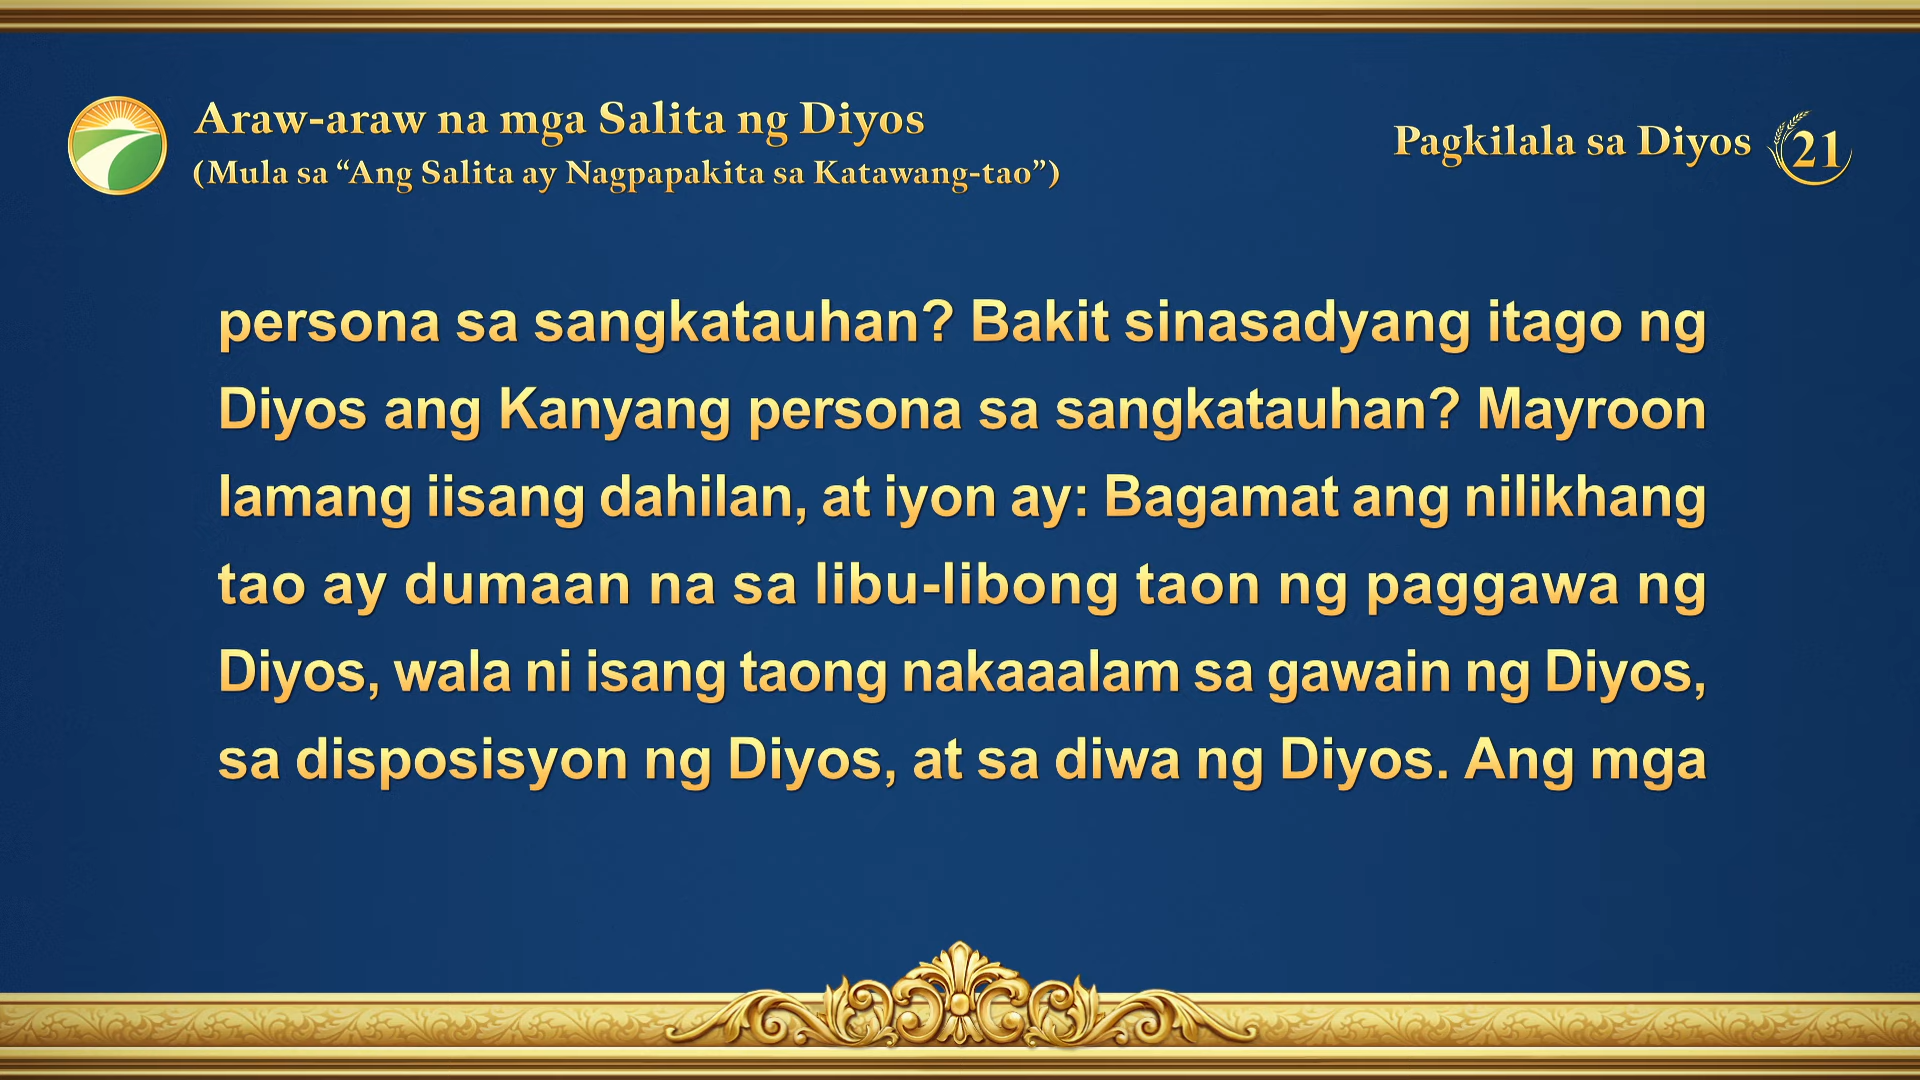 Araw-araw na mga Salita ng Diyos
(Mula sa “Ang Salita ay Nagpapakita sa Katawang-tao”)
Pagkilala sa Diyos 21
persona sa sangkatauhan? Bakit sinasadyang itago ng
Diyos ang Kanyang persona sa sangkatauhan? Mayroon
lamang iisang dahilan, at iyon ay: Bagamat ang nilikhang
tao ay dumaan na sa libu-libong taon ng paggawa ng
Diyos, wala ni isang taong nakaaalam sa gawain ng Diyos,
sa disposisyon ng Diyos, at sa diwa ng Diyos. Ang mga